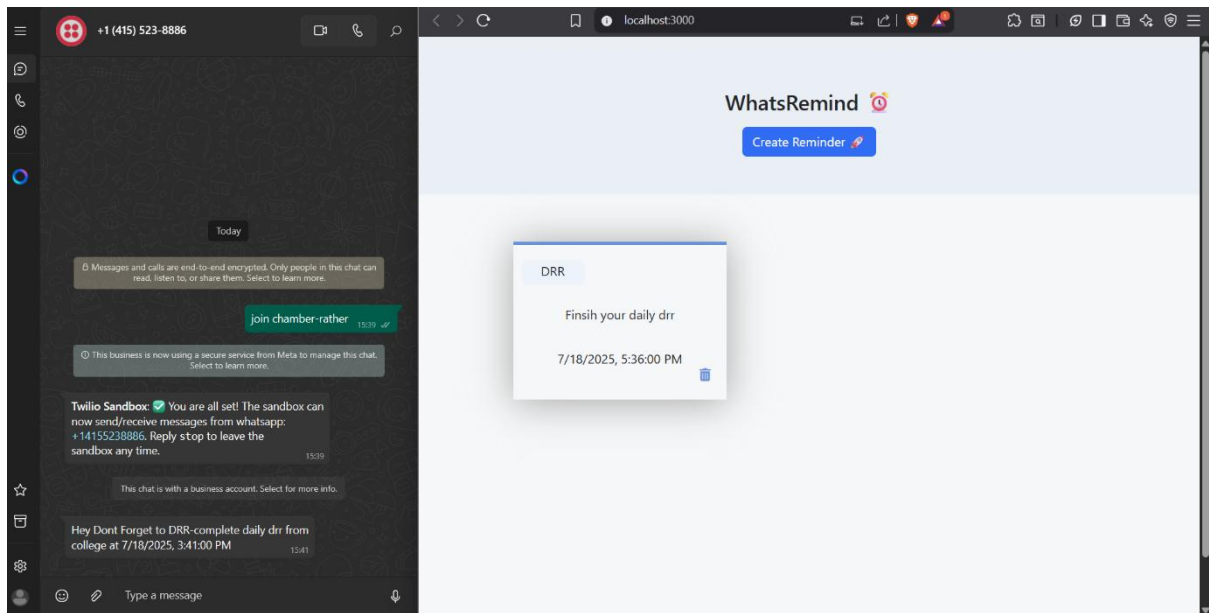 +1 (415) 523-8886
Today
Messages and calls are end-to-end encrypted. Only people in this chat can
read, listen to, or share them. Select to learn more.
join chamber-rather
15:39
This business is now using a secure service from Meta to manage this chat.
Select to learn more.
Twilio Sandbox: ✅ You are all set! The sandbox can
now send/receive messages from whatsapp:
+14155238886. Reply stop to leave the
sandbox any time.
15:39
This chat is with a business account. Select for more info.
Hey Dont Forget to DRR-complete daily drr from
college at 7/18/2025, 3:41:00 PM
15:41
Type a message
localhost:3000
WhatsRemind ⏰
Create Reminder 🚀
DRR
Finsih your daily drr
7/18/2025, 5:36:00 PM